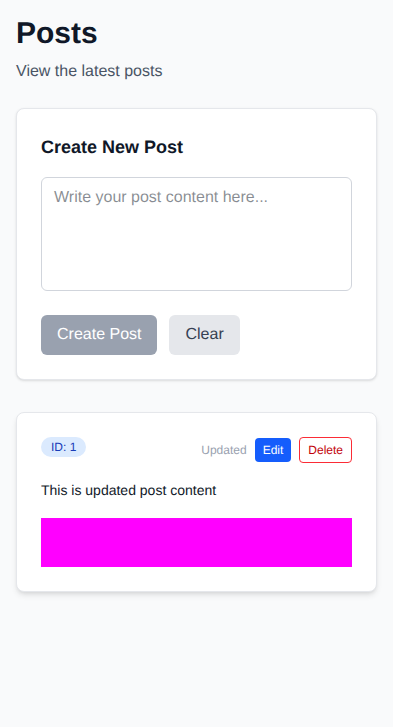 Posts
View the latest posts
Create New Post
Write your post content here...
Create Post Clear
ID: 1 Updated Edit Delete
This is updated post content